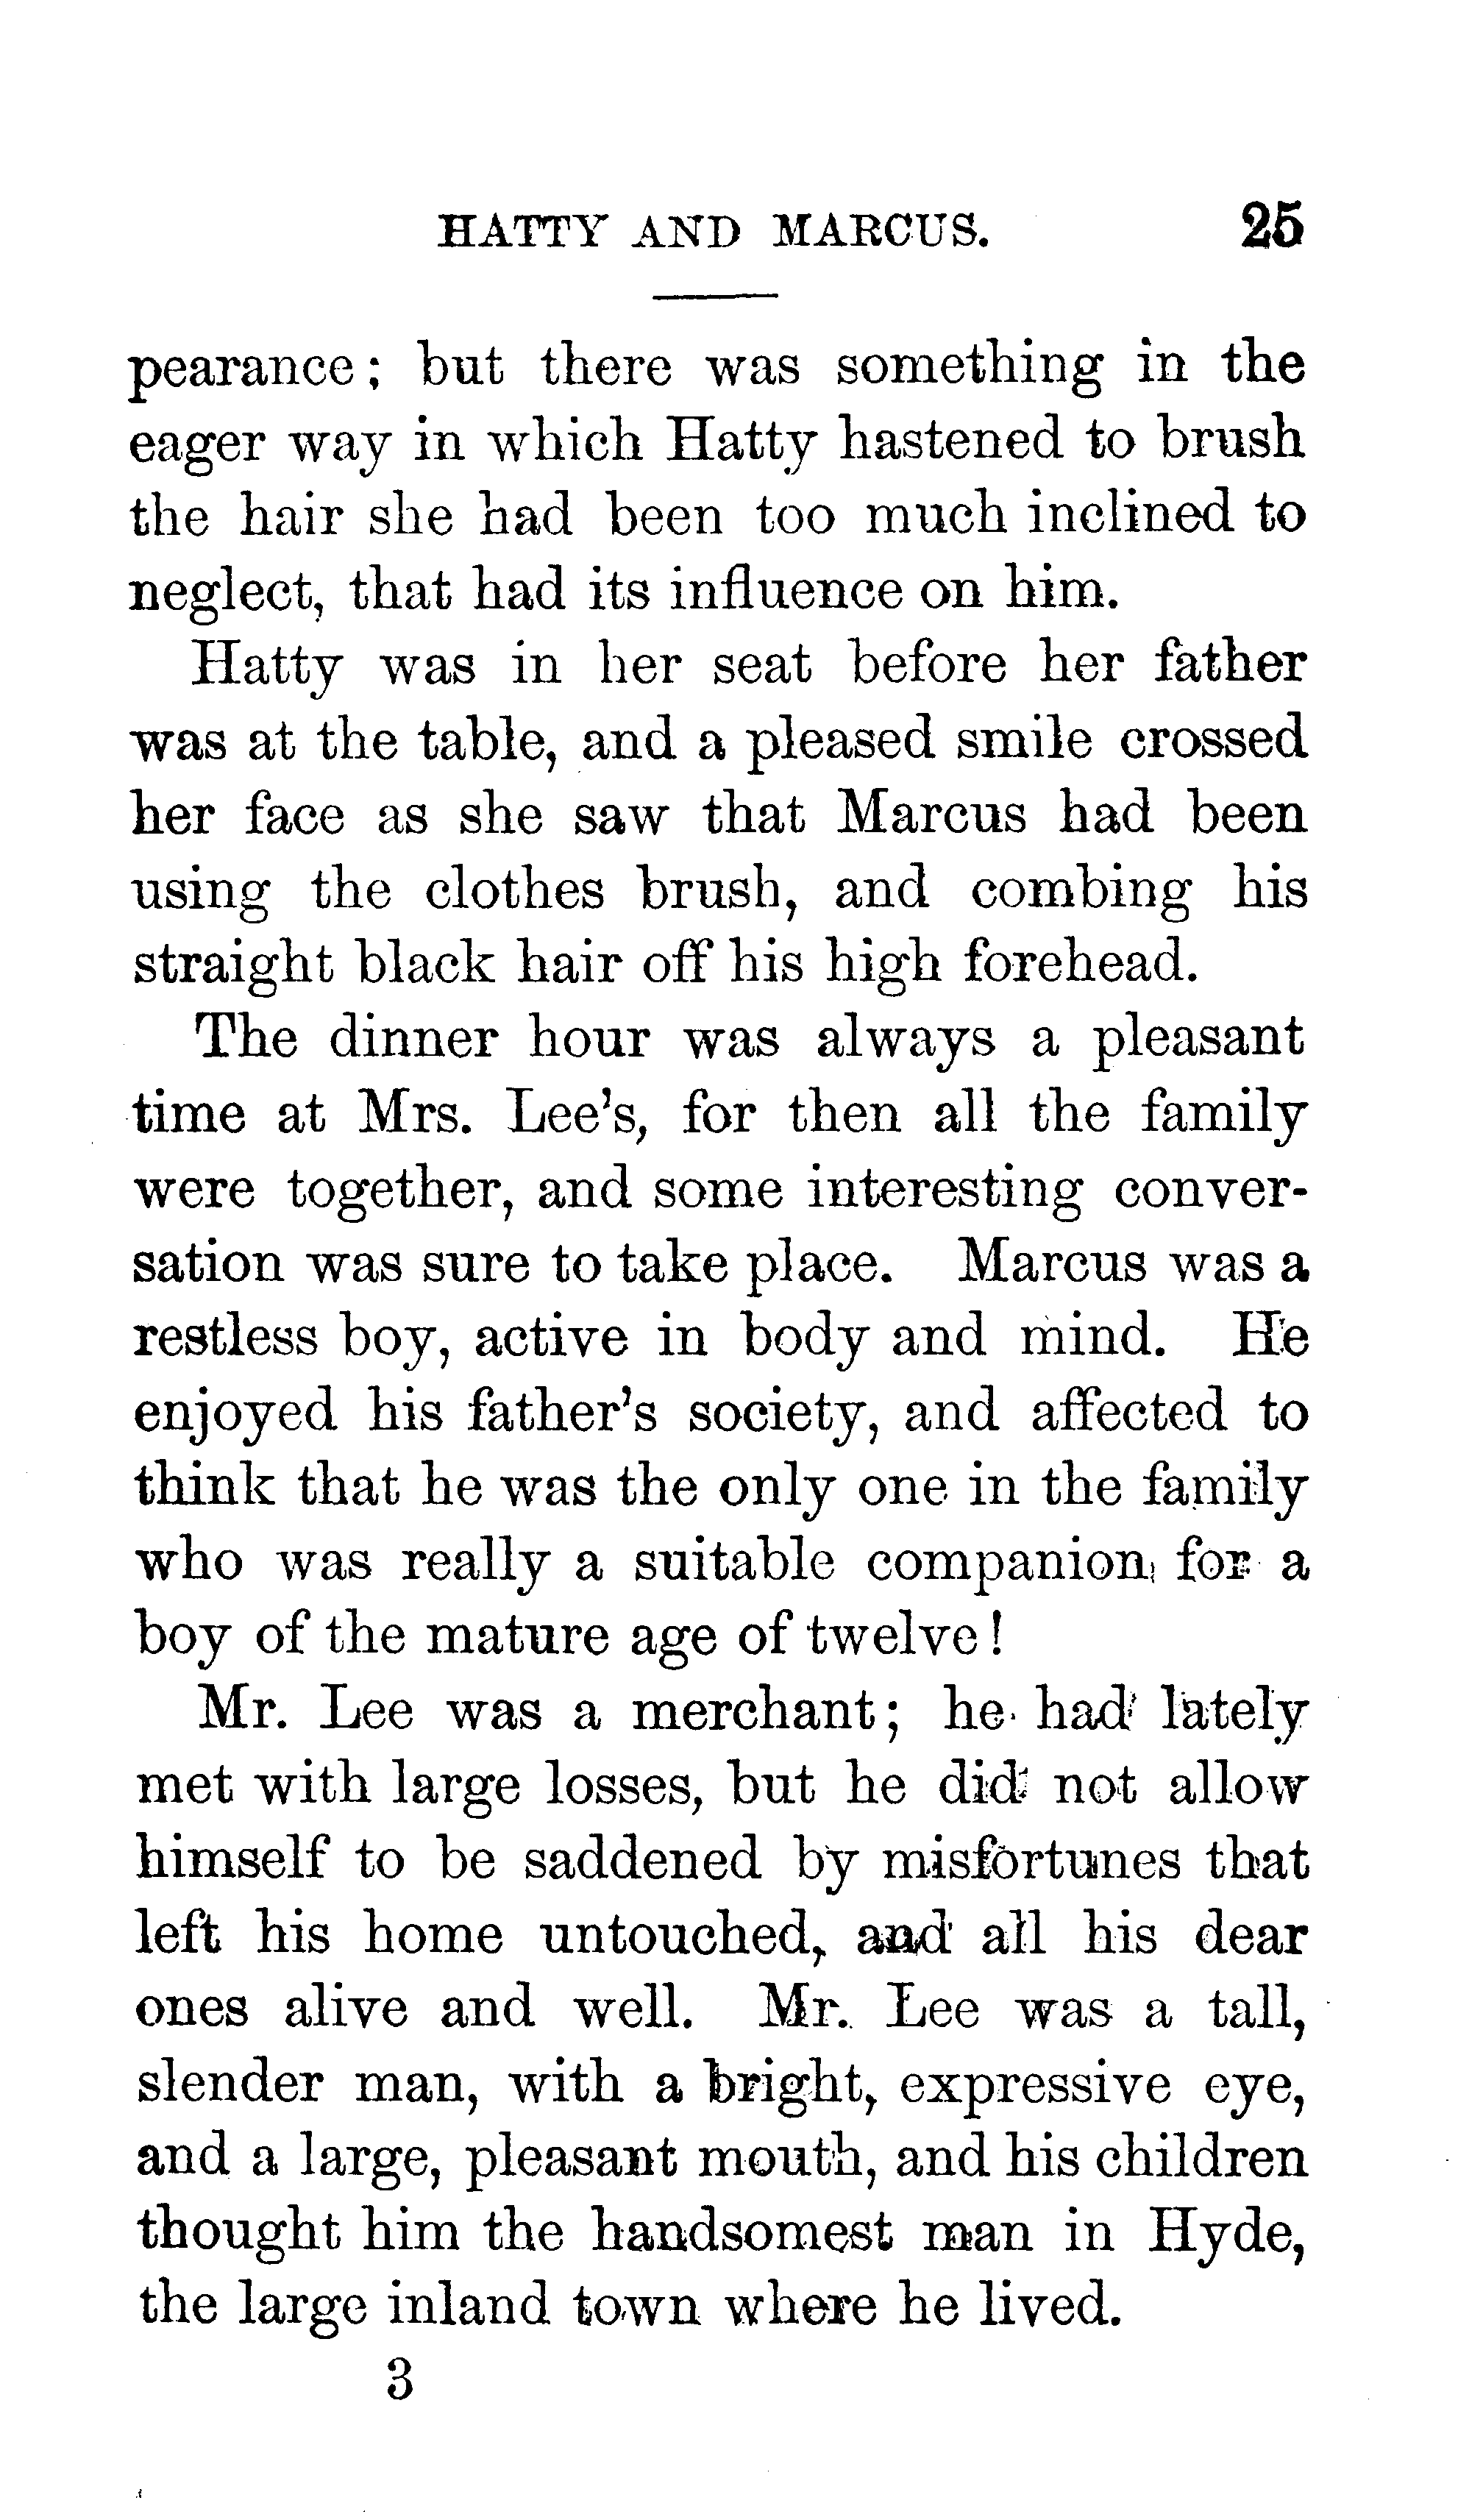 HATTY AND MARCUS. 25
pearance; but there was something in the
eager way in which Hatty hastened to brush
the hair she had been too much inclined to
neglect, that had its influence on him.
Hatty was in her seat before her father
was at the table, and a pleased smile crossed
her face as she saw that Marcus had been
using the clothes brush, and combing his
straight black hair off his high forehead.
The dinner hour was always a pleasant
time at Mrs. Lee's, for then all the family
were together, and some interesting conver-
sation was sure to take place. Marcus was a
restless boy, active in body and mind. He
enjoyed his father's society, and affected to
think that he was the only one in the family
who was really a suitable companion for a
boy of the mature age of twelve!
Mr. Lee was a merchant; he had lately
met with large losses, but he did not allow
himself to be saddened by misfortunes that
left his home untouched, and all his dear
ones alive and well. Mr. Lee was a tall,
slender man, with a bright, expressive eye,
and a large, pleasant mouth, and his children
thought him the handsomest man in Hyde,
the large inland town where he lived.
3